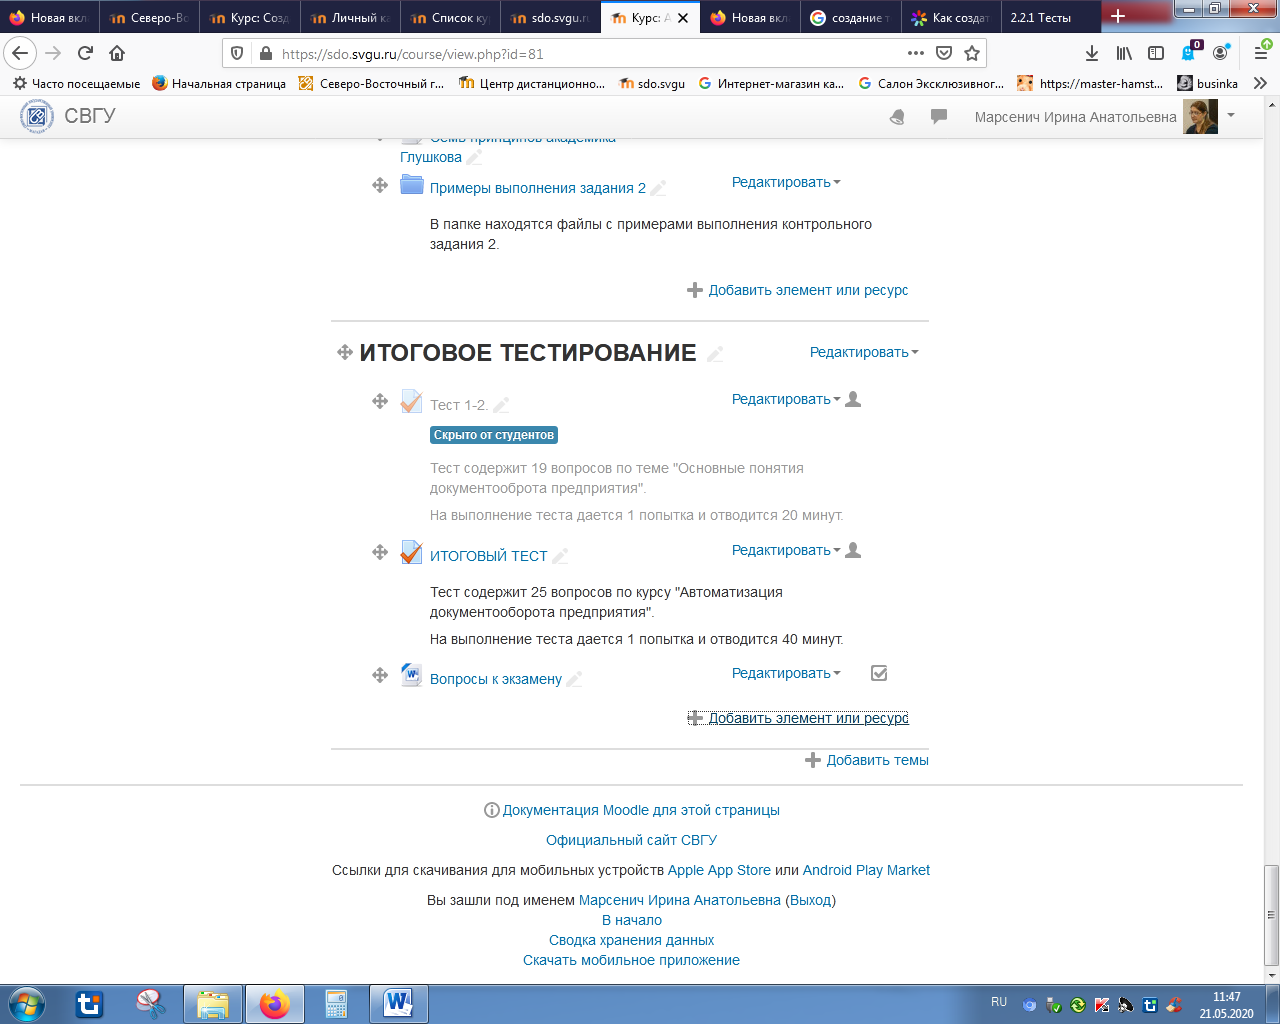 Новая вкл
Северо-Во
Курс: Созд
Личный ка
Список ку
sdo.svgu.ru
Курс: А
Новая вкл
создание т
Как создат
2.2.1 Тесты
https://sdo.svgu.ru/course/view.php?id=81
0
Часто посещаемые
Начальная страница
Северо-Восточный г...
Центр дистанционно...
sdo.svgu
Интернет-магазин ка...
Салон Эксклюзивног...
https://master-hamst...
businka
СВГУ
Марсенич Ирина Анатольевна
Семь принципов академика
Глушкова
Примеры выполнения задания 2
Редактировать
В папке находятся файлы с примерами выполнения контрольного
задания 2.
Добавить элемент или ресурс
ИТОГОВОЕ ТЕСТИРОВАНИЕ
Редактировать
Тест 1-2.
Редактировать
Скрыто от студентов
Тест содержит 19 вопросов по теме "Основные понятия
документооброта предприятия".
На выполнение теста дается 1 попытка и отводится 20 минут.
ИТОГОВЫЙ ТЕСТ
Редактировать
Тест содержит 25 вопросов по курсу "Автоматизация
документооборота предприятия".
На выполнение теста дается 1 попытка и отводится 40 минут.
Вопросы к экзамену
Редактировать
Добавить элемент или ресурс
Добавить темы
Документация Moodle для этой страницы
Официальный сайт СВГУ
Ссылки для скачивания для мобильных устройств Apple App Store или Android Play Market
Вы зашли под именем Марсенич Ирина Анатольевна (Выход)
В начало
Сводка хранения данных
Скачать мобильное приложение
RU
11:47
21.05.2020